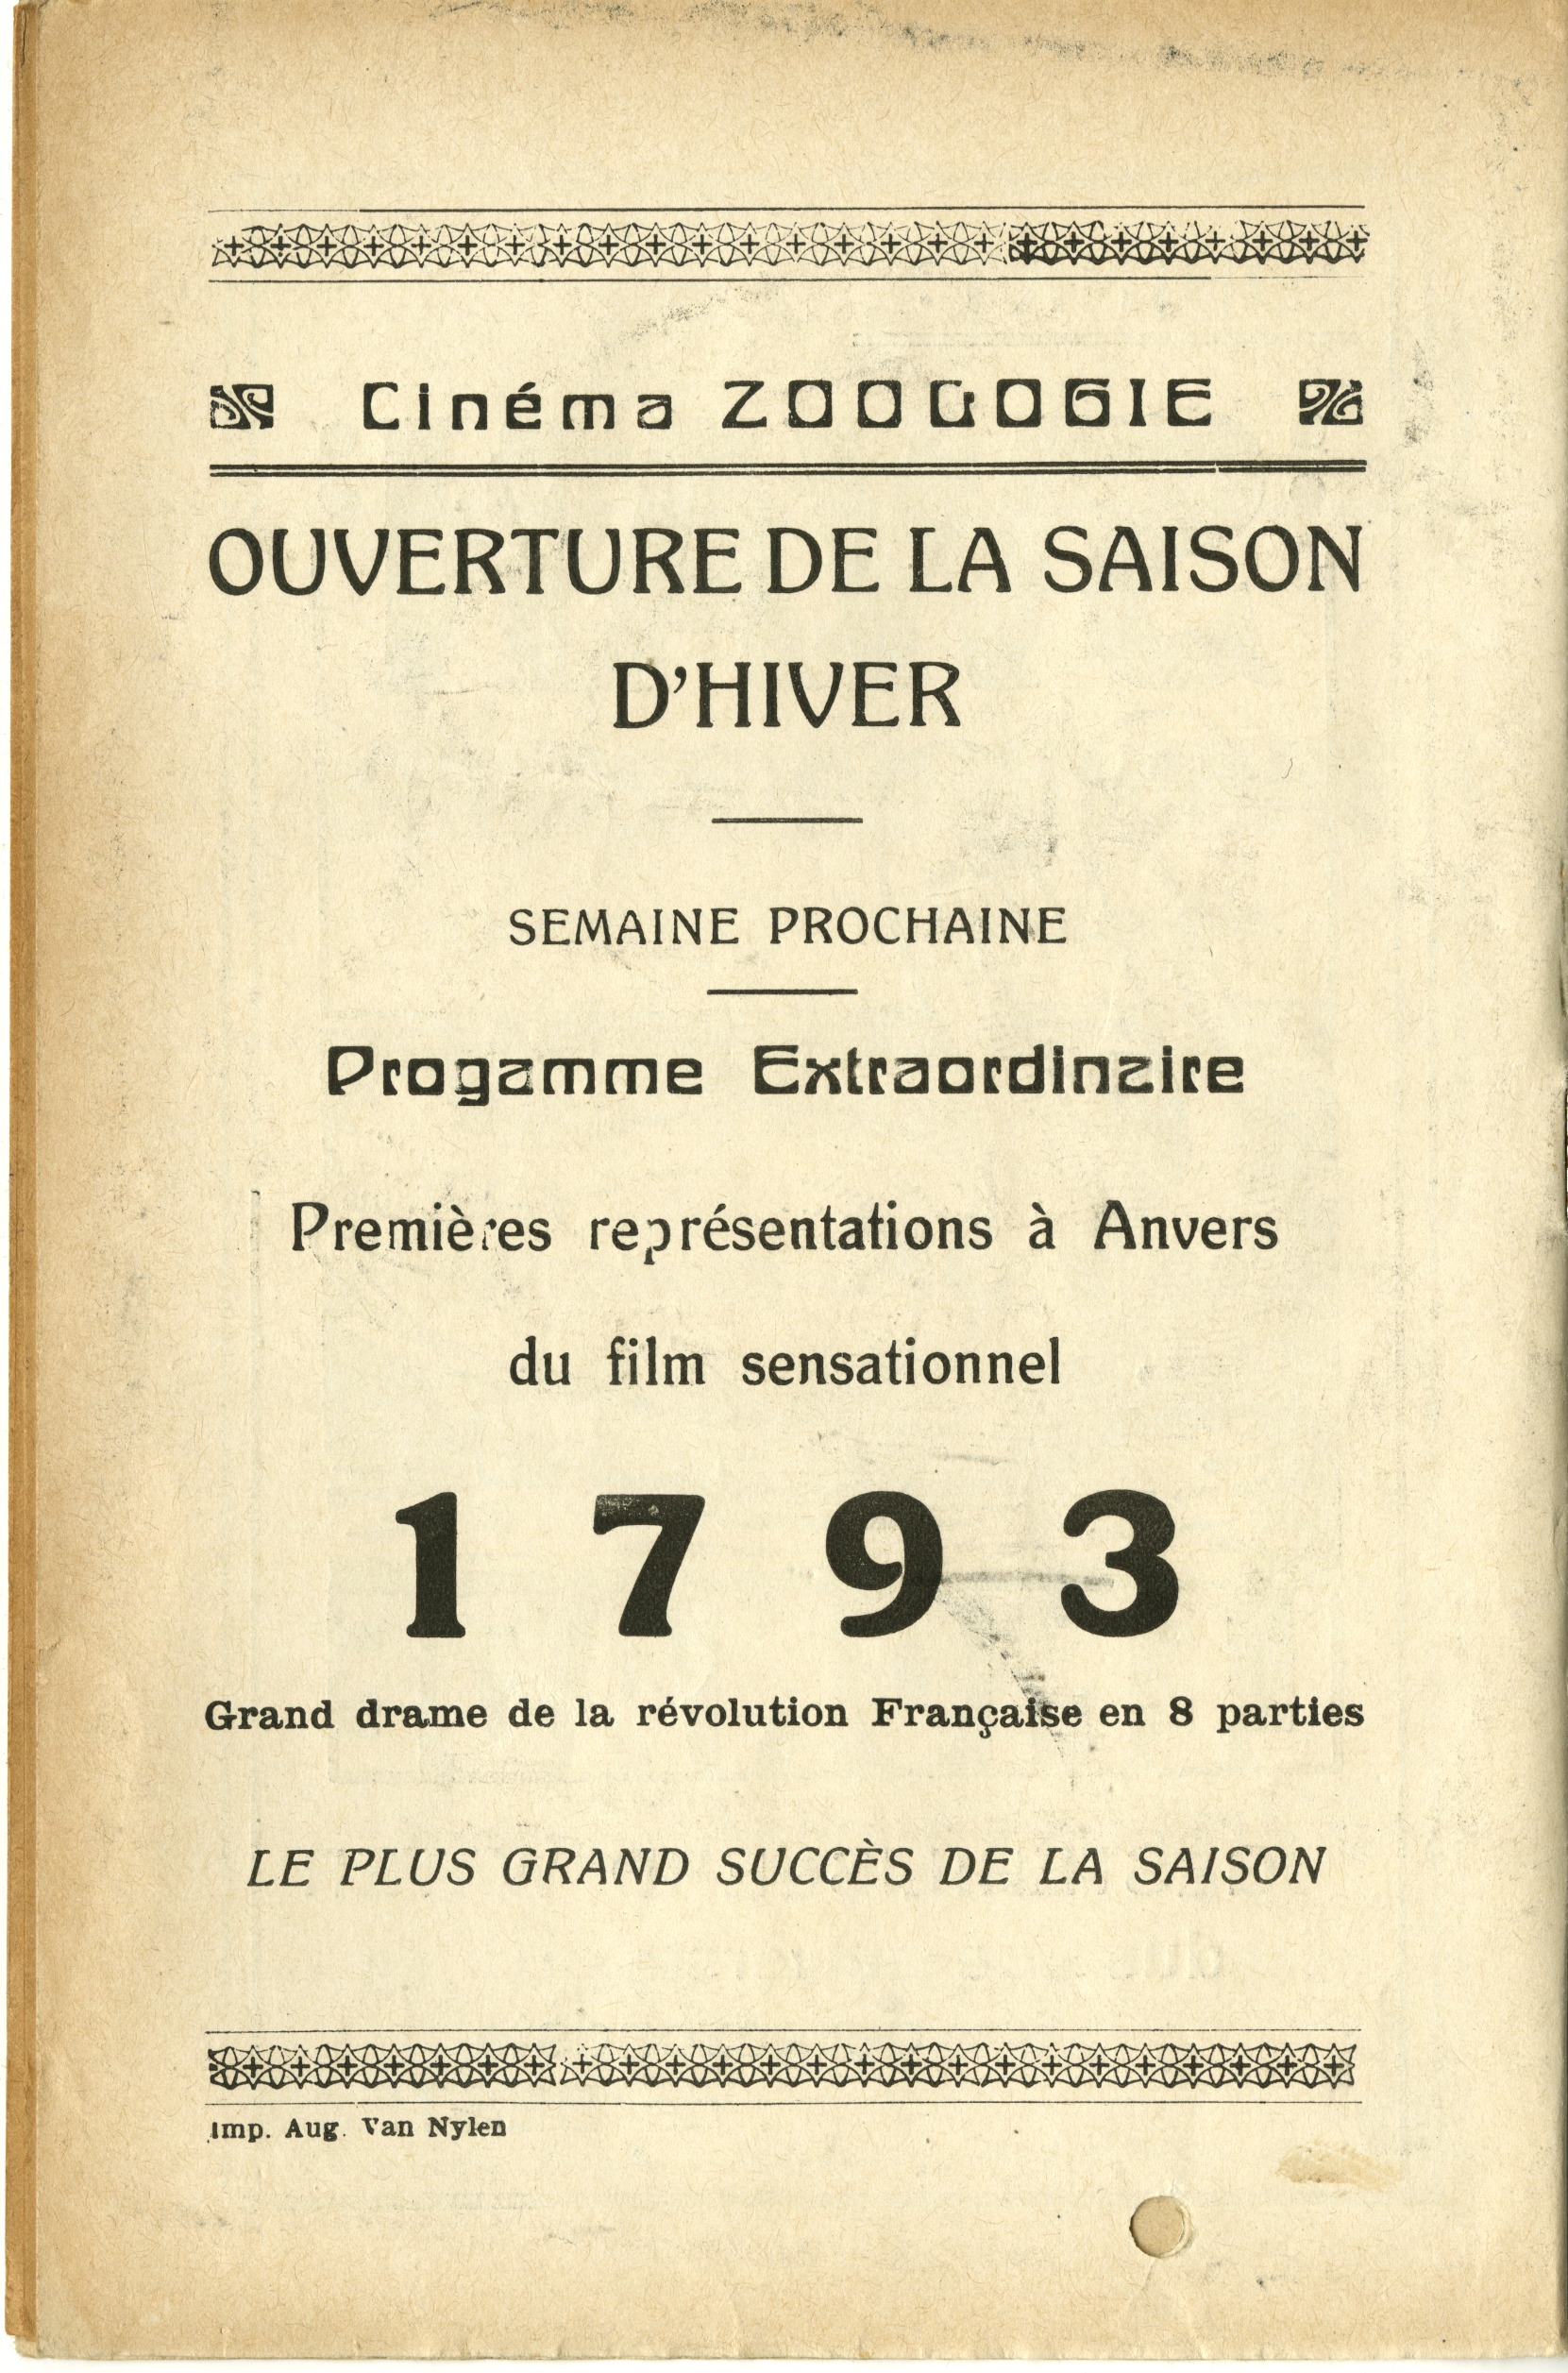 Cinéma ZOOLOGIE
OUVERTURE DE LA SAISON
D'HIVER
SEMAINE PROCHAINE
Progamme Extraordinaire
Premières représentations à Anvers
du film sensationnel
1793
Grand drame de la révolution Française en 8 parties
LE PLUS GRAND SUCCÈS DE LA SAISON
Imp. Aug. Van Nylen